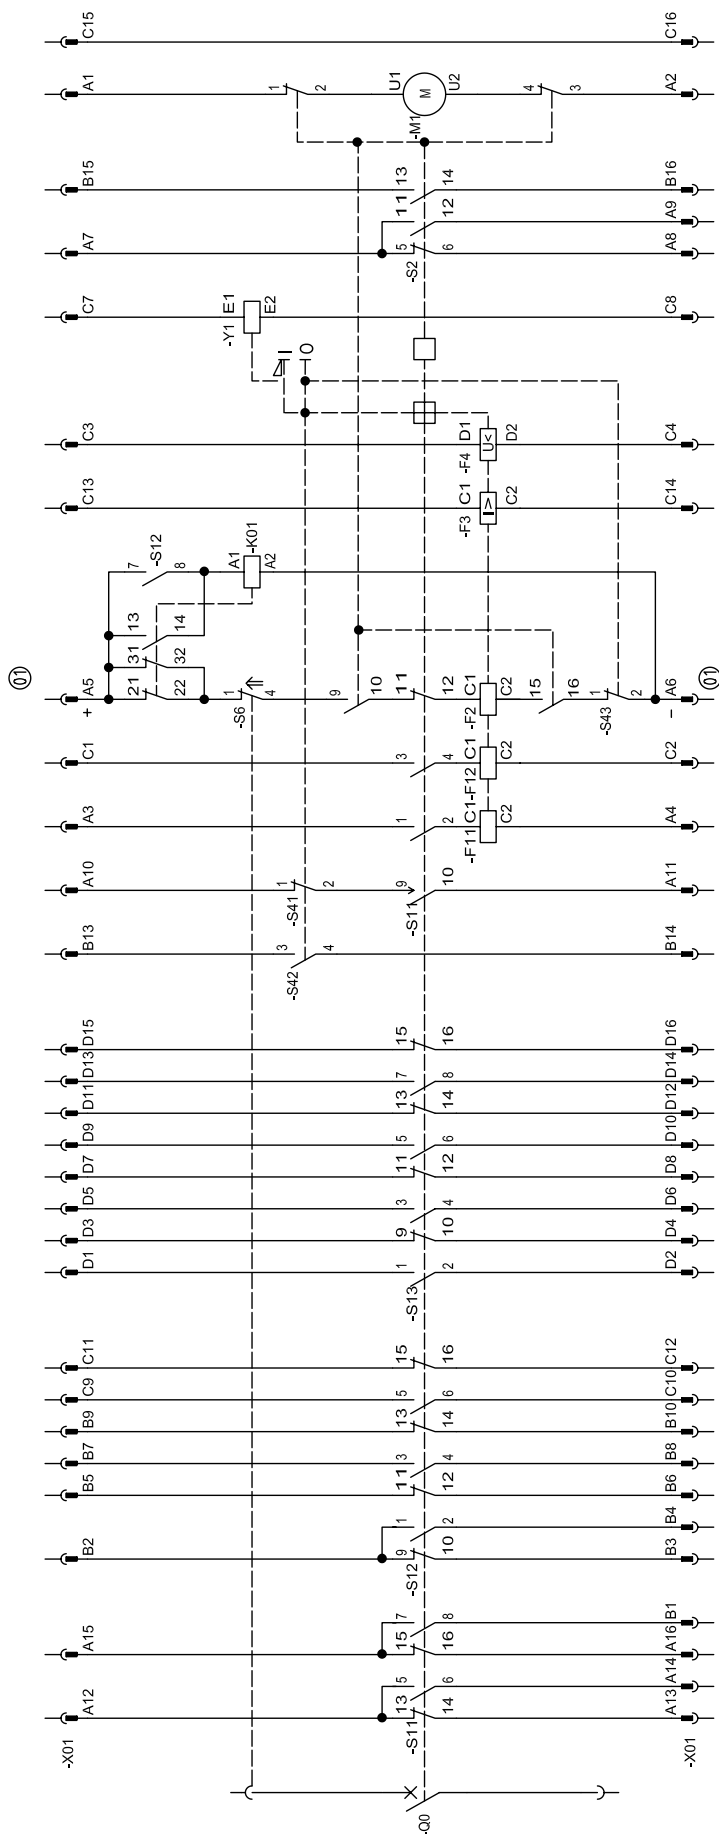 C15 C16
A1 1 2 U1 M U2 4 3 A2
-M1
B15 13 14 B16
11 12 A9
A7 5 6 A8
-S2
C7 E1 E2 C8
-Y1
I
O
C3 D1 U< D2 C4
-F4
C13 C1 I> C2 C14
-F3
7 -S12 8 A1 -K01 A2
13 14
31 32
01 A5 + 21 22 1 4 9 10 11 12 C1 C2 15 16 1 2 A6 − 01
-S6 -F2 -S43
C1 3 4 C1 C2 C2
-F12
A3 1 2 C1 C2 A4
-F11
A10 1 2 9 10 A11
-S41 -S11
B13 3 4 B14
-S42
D15 15 16 D16
D13 7 8 D14
D11 13 14 D12
D9 5 6 D10
D7 11 12 D8
D5 3 4 D6
D3 9 10 D4
D1 1 2 D2
-S13
C11 15 16 C12
C9 5 6 C10
B9 13 14 B10
B7 3 4 B8
B5 11 12 B6
1 2 B4
B2 9 10 B3
-S12
7 8 B1
A15 15 16 A16
5 6 A14
A12 13 14 A13
-S11
-X01 -X01
-Q0